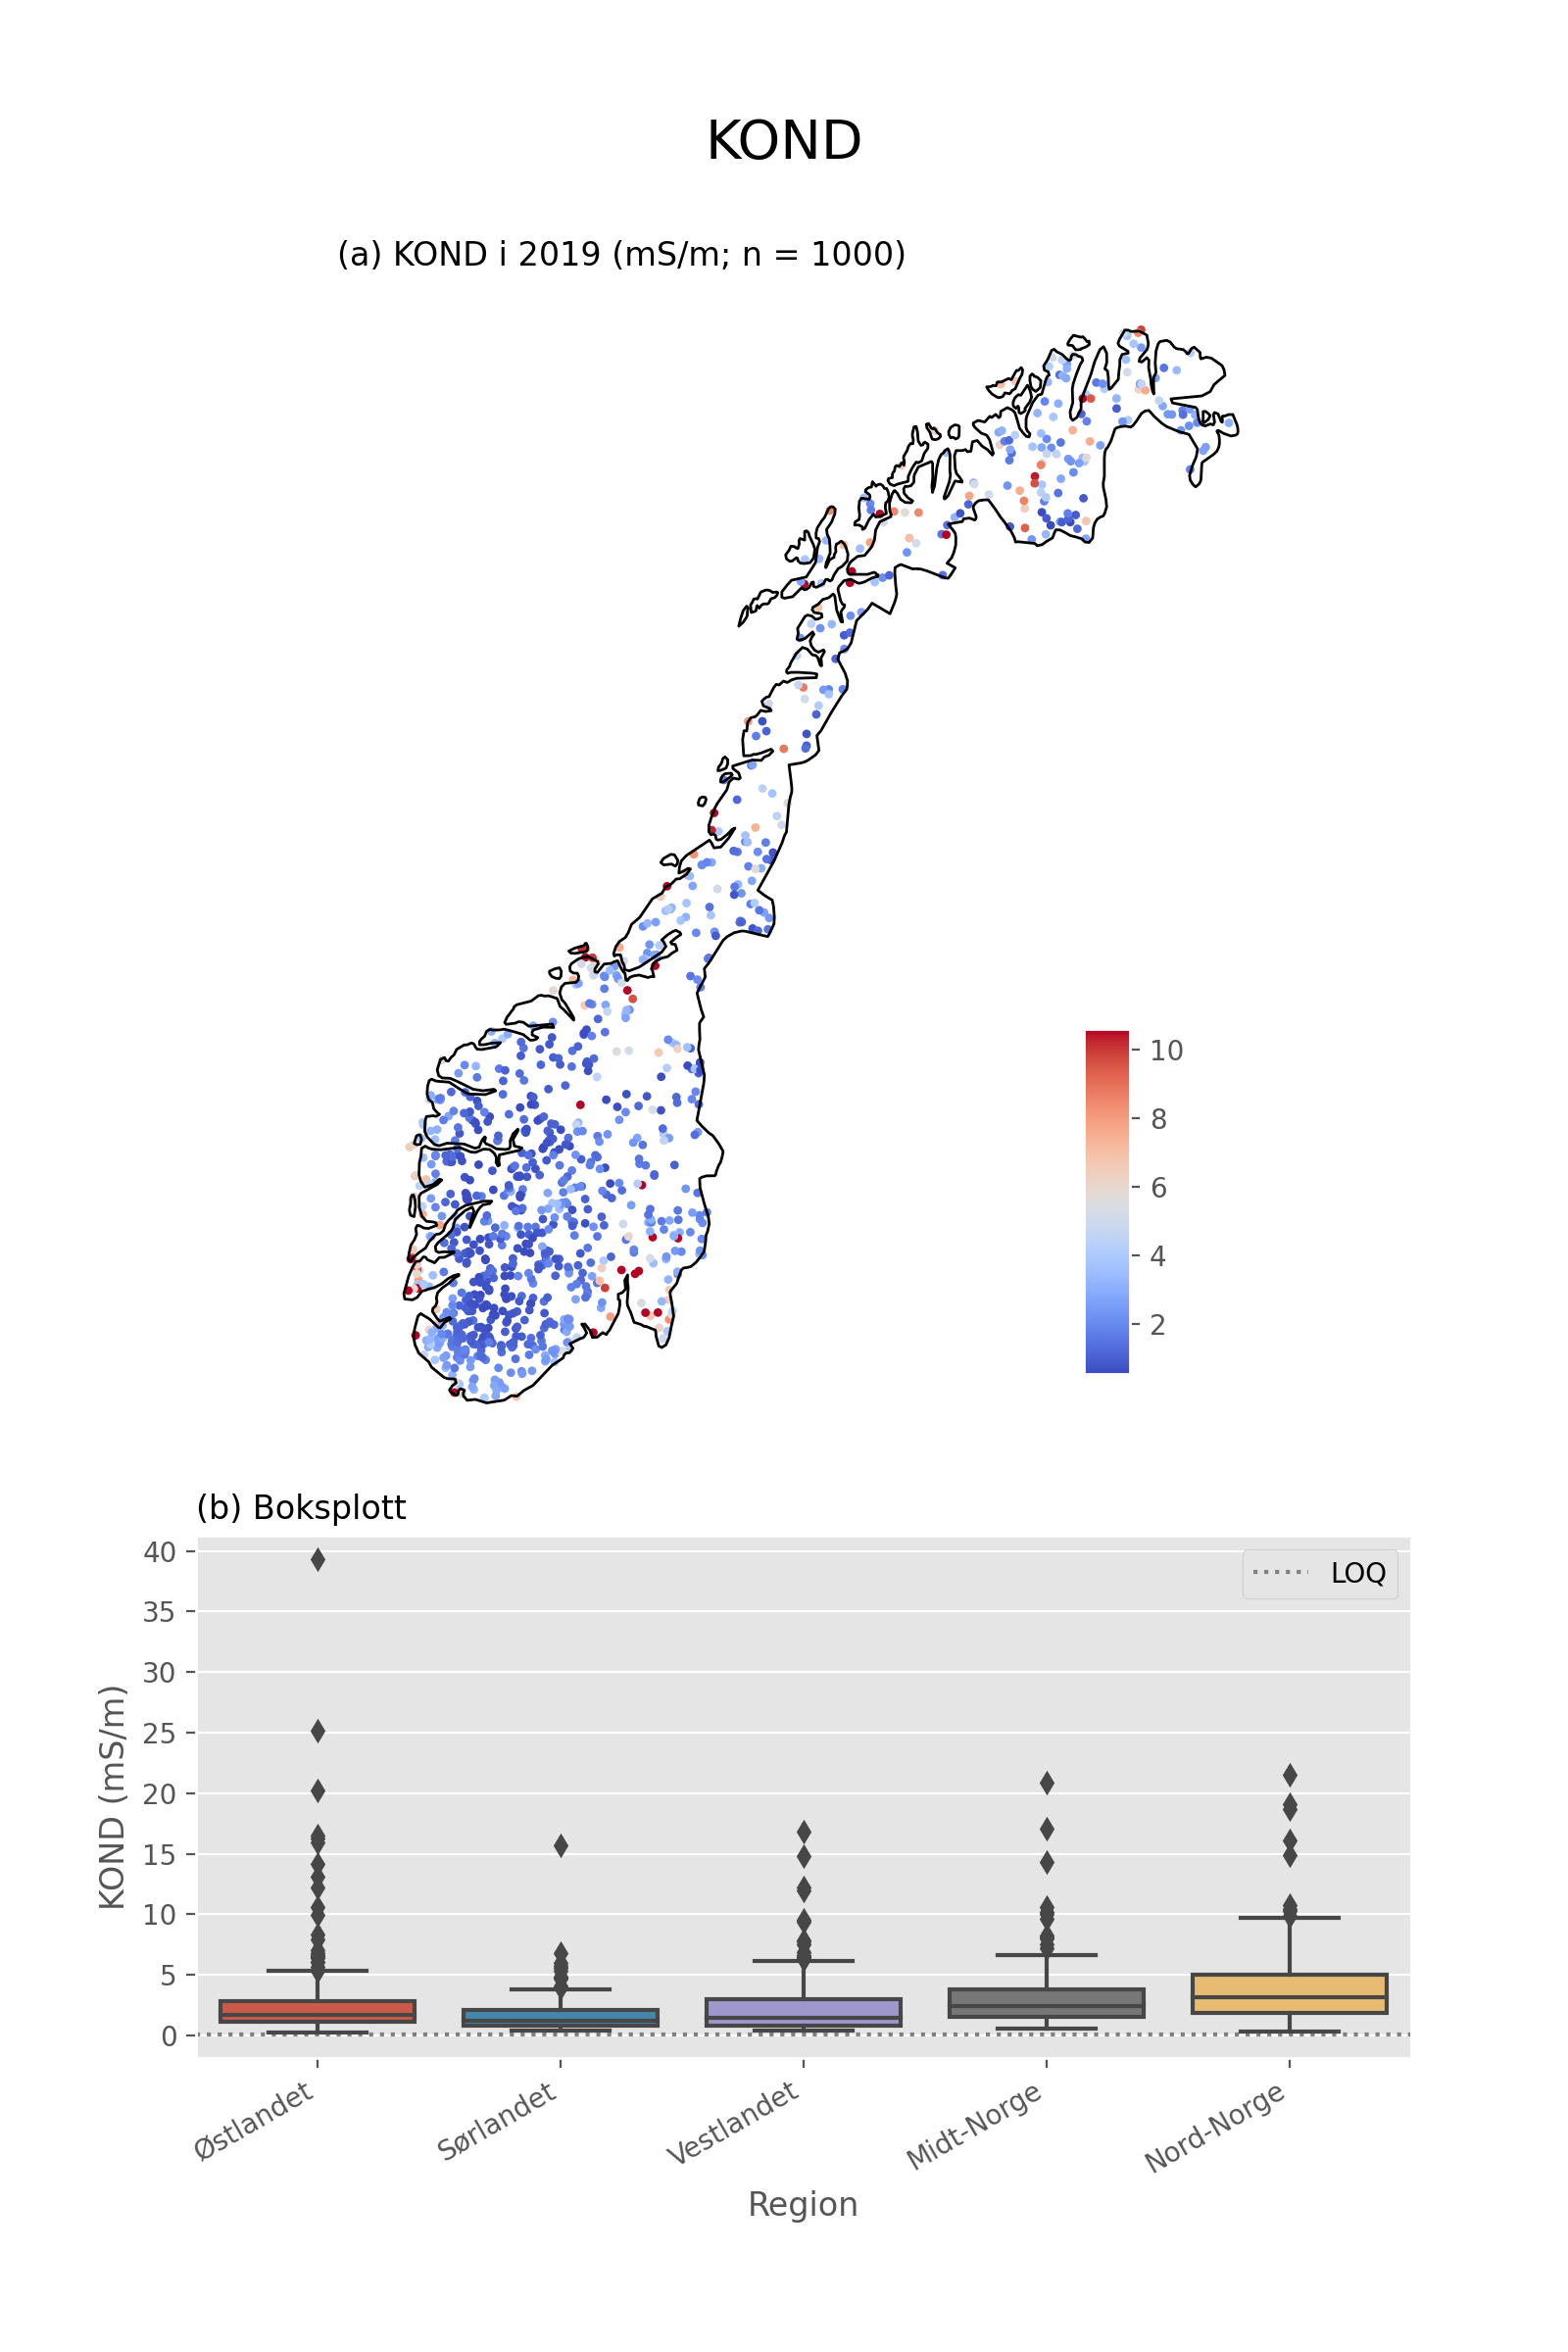 KOND
(a) KOND i 2019 (mS/m; n = 1000)
10
8
6
4
2
(b) Boksplott
40
35
30
25
20
15
10
5
0
KOND (mS/m)
LOQ
Østlandet
Sørlandet
Vestlandet
Midt-Norge
Nord-Norge
Region